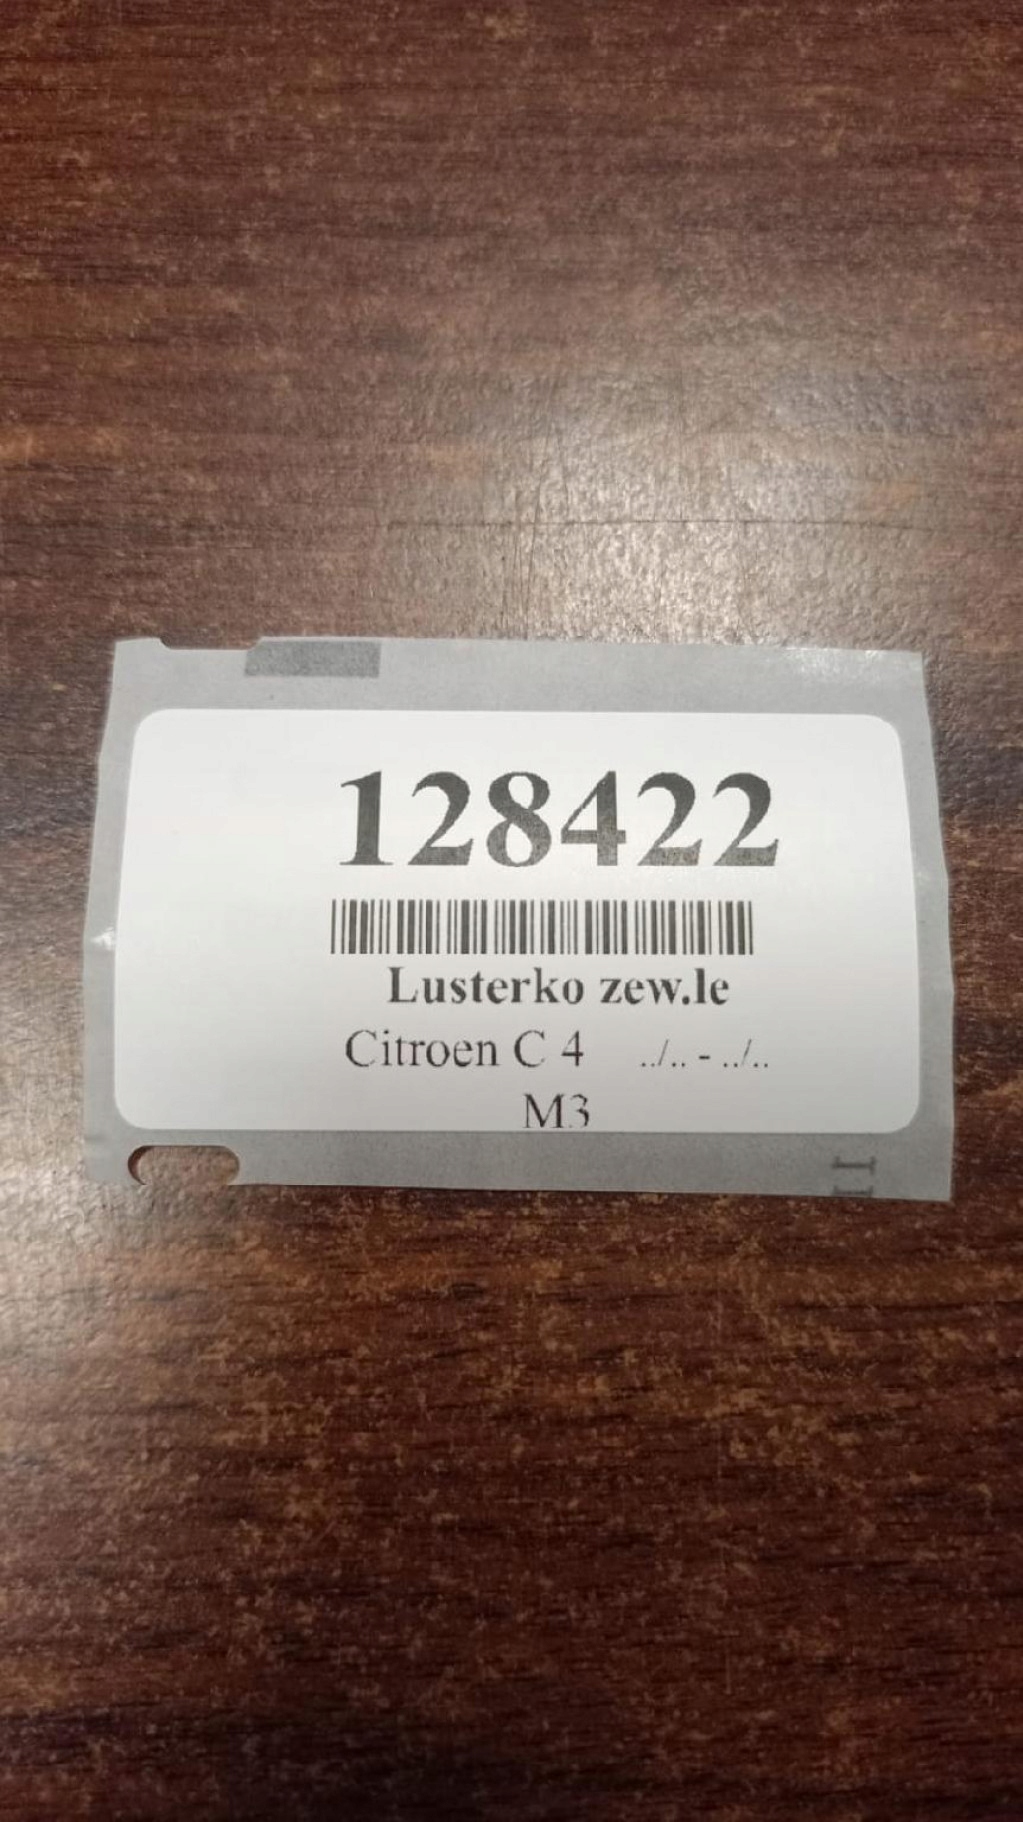 128422
Lusterko zew.le
Citroen C 4 ../.. - ../..
M3